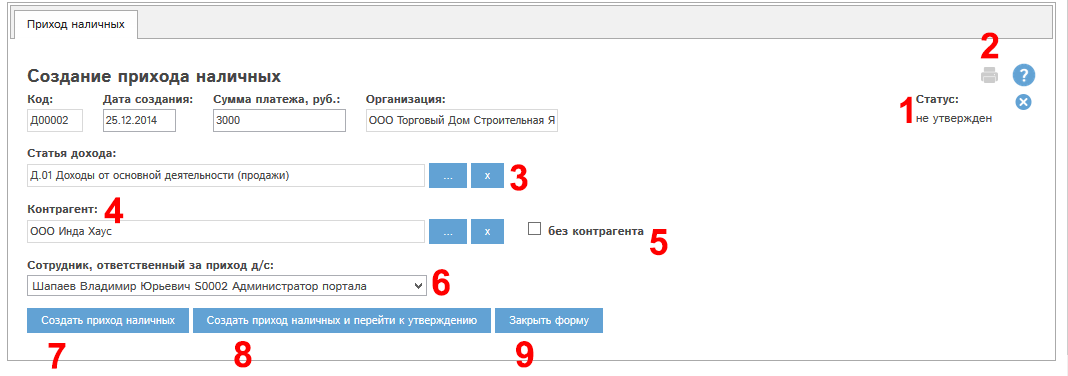 Приход наличных
2
Создание прихода наличных
?
Код: Дата создания: Сумма платежа, руб.: Организация: Статус:
Д00002 25.12.2014 3000 ООО Торговый Дом Строительная Я 1 не утвержден
Статья дохода:
Д.01 Доходы от основной деятельности (продажи) ... x 3
Контрагент: 4
ООО Инда Хаус ... x без контрагента 5
Сотрудник, ответственный за приход д/с:
Шапаев Владимир Юрьевич S0002 Администратор портала 6
Создать приход наличных Создать приход наличных и перейти к утверждению Закрыть форму
7 8 9